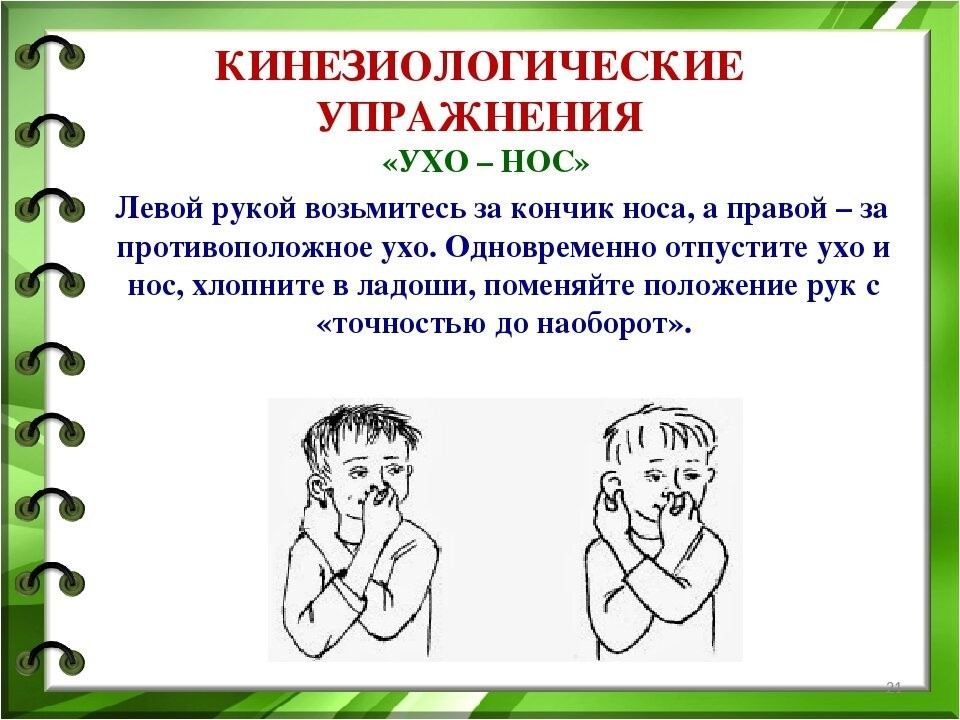 КИНЕЗИОЛОГИЧЕСКИЕ
УПРАЖНЕНИЯ
«УХО – НОС»
Левой рукой возьмитесь за кончик носа, а правой – за
противоположное ухо. Одновременно отпустите ухо и
нос, хлопните в ладоши, поменяйте положение рук с
«точностью до наоборот».
21